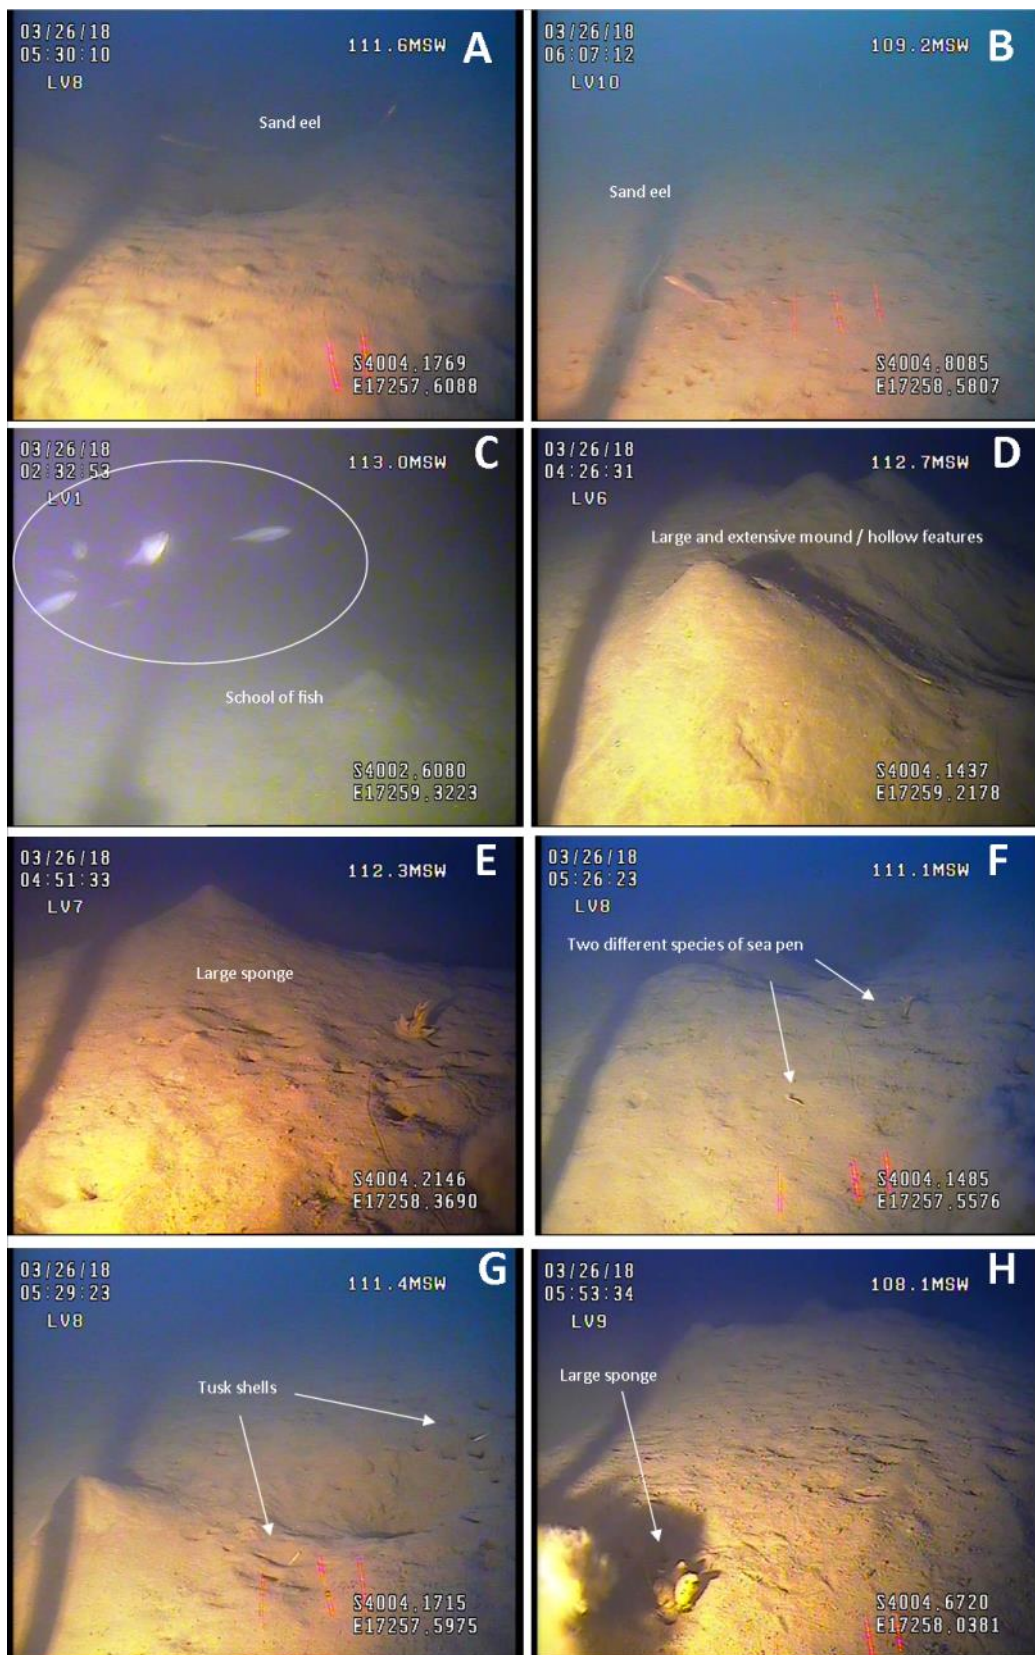 03/26/18
05:30:10
LV8
111.6MSW
A
Sand eel
S4004.1769
E17257.6088
03/26/18
06:07:12
LV10
109.2MSW
B
Sand eel
S4004.8085
E17258.5807
03/26/18
02:32:53
LV1
113.0MSW
C
School of fish
S4002.6080
E17259.3223
03/26/18
04:26:31
LV6
112.7MSW
D
Large and extensive mound / hollow features
S4004.1437
E17259.2178
03/26/18
04:51:33
LV7
112.3MSW
E
Large sponge
S4004.2146
E17258.3690
03/26/18
05:26:23
LV8
111.1MSW
F
Two different species of sea pen
S4004.1485
E17257.5576
03/26/18
05:29:23
LV8
111.4MSW
G
Tusk shells
S4004.1715
E17257.5975
03/26/18
05:53:34
LV9
108.1MSW
H
Large sponge
S4004.6720
E17258.0381